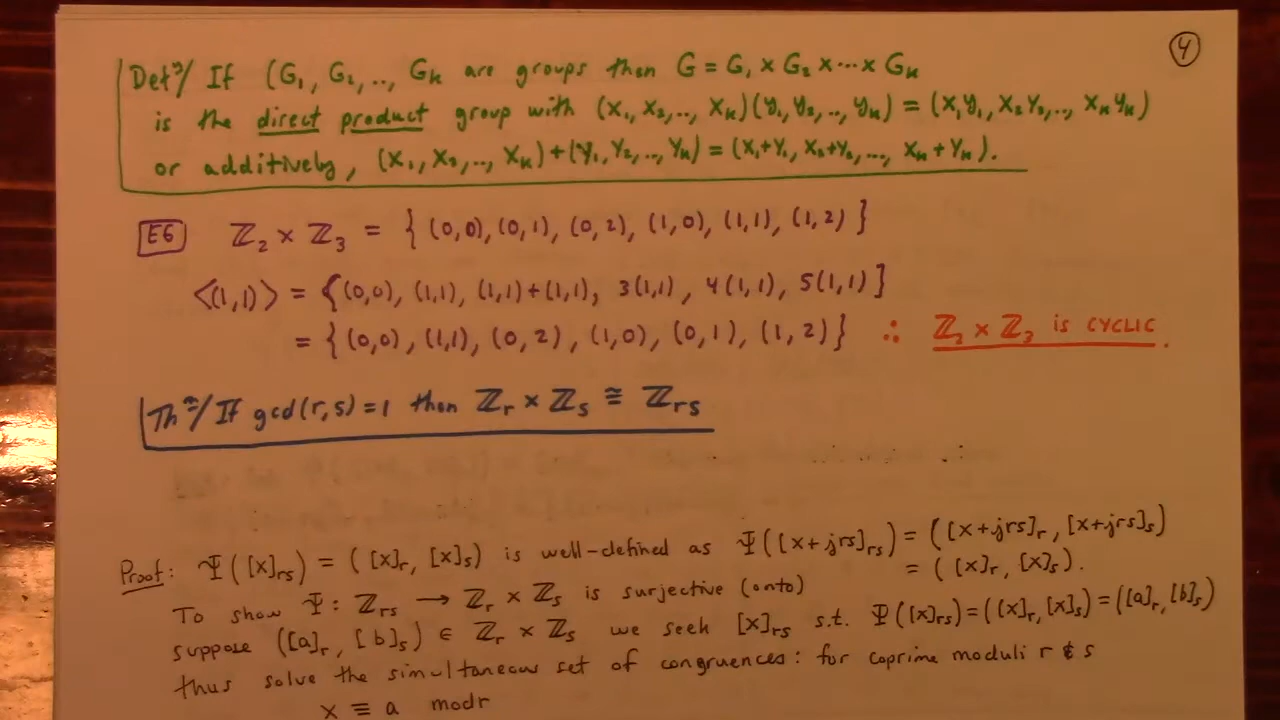 4
Defⁿ/ If (G₁, G₂, .., Gₖ are groups then G = G₁ × G₂ × ··· × Gₖ
is the direct product group with (x₁, x₂, .., xₖ)(y₁, y₂, .., yₖ) = (x₁y₁, x₂y₂, .., xₖyₖ)
or additively, (x₁, x₂, .., xₖ)+(y₁, y₂, .., yₖ) = (x₁+y₁, x₂+y₂, ..., xₖ+yₖ).
E6 ℤ₂ × ℤ₃ = { (0,0), (0,1), (0,2), (1,0), (1,1), (1,2) }
⟨(1,1)⟩ = {(0,0), (1,1), (1,1)+(1,1), 3(1,1), 4(1,1), 5(1,1)}
= {(0,0), (1,1), (0,2), (1,0), (0,1), (1,2)} ∴ ℤ₂ × ℤ₃ is CYCLIC.
Thᵐ/ If gcd(r,s)=1 then ℤᵣ × ℤₛ ≅ ℤᵣₛ
Proof: Ψ([x]ᵣₛ) = ([x]ᵣ, [x]ₛ) is well-defined as Ψ([x+jrs]ᵣₛ) = ([x+jrs]ᵣ, [x+jrs]ₛ)
= ([x]ᵣ, [x]ₛ).
To show Ψ: ℤᵣₛ → ℤᵣ × ℤₛ is surjective (onto)
suppose ([a]ᵣ, [b]ₛ) ∈ ℤᵣ × ℤₛ we seek [x]ᵣₛ s.t. Ψ([x]ᵣₛ) = ([x]ᵣ, [x]ₛ) = ([a]ᵣ, [b]ₛ)
thus solve the simultaneous set of congruences: for coprime moduli r & s
x ≡ a mod r